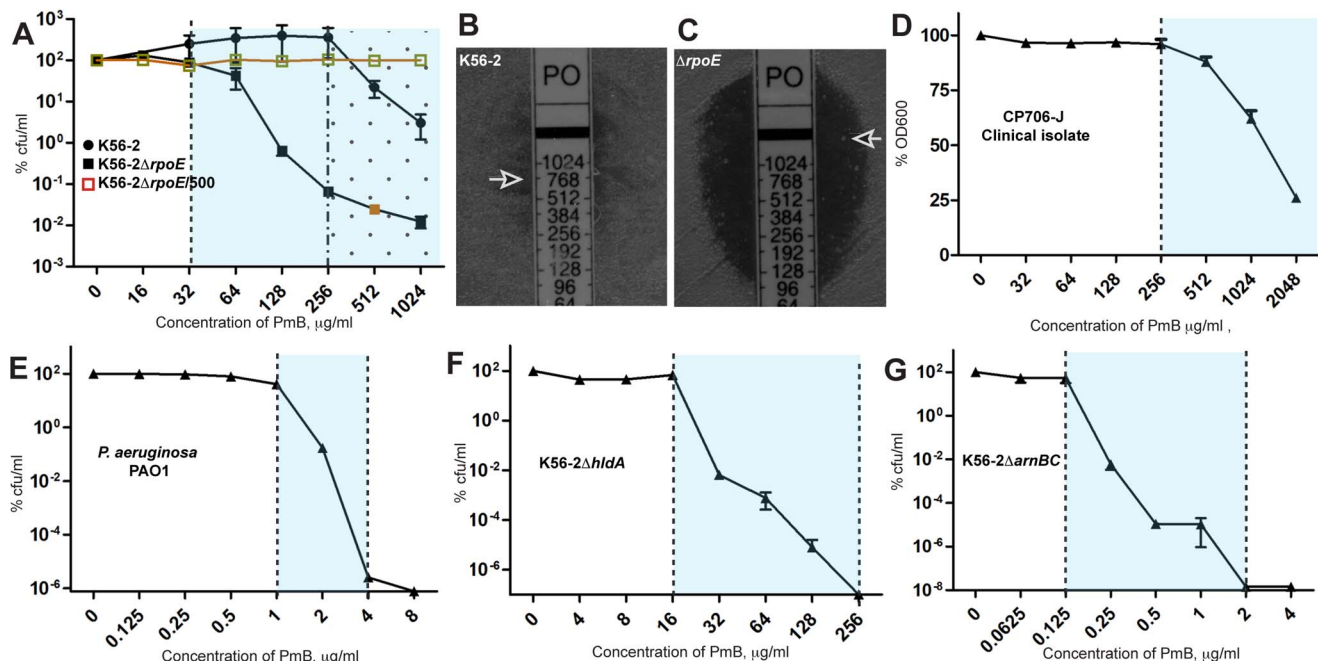 A
% cfu/ml
10³
10²
10¹
10⁰
10⁻¹
10⁻²
10⁻³
K56-2
K56-2ΔrpoE
K56-2ΔrpoE/500
0 16 32 64 128 256 512 1024
Concentration of PmB, µg/ml
B
K56-2
PO
1024
768
512
384
256
192
128
96
64
C
ΔrpoE
PO
1024
768
512
384
256
192
128
96
64
D
% OD600
100
75
50
25
0
CP706-J
Clinical isolate
0 32 64 128 256 512 1024 2048
Concentration of PmB µg/ml ,
E
% cfu/ml
10²
10⁰
10⁻²
10⁻⁴
10⁻⁶
P. aeruginosa
PAO1
0 0.125 0.25 0.5 1 2 4 8
Concentration of PmB, µg/ml
F
% cfu/ml
10²
10⁰
10⁻²
10⁻⁴
10⁻⁶
K56-2ΔhldA
0 4 8 16 32 64 128 256
Concentration of PmB, µg/ml
G
% cfu/ml
10²
10⁰
10⁻²
10⁻⁴
10⁻⁶
10⁻⁸
K56-2ΔarnBC
0 0.0625 0.125 0.25 0.5 1 2 4
Concentration of PmB, µg/ml